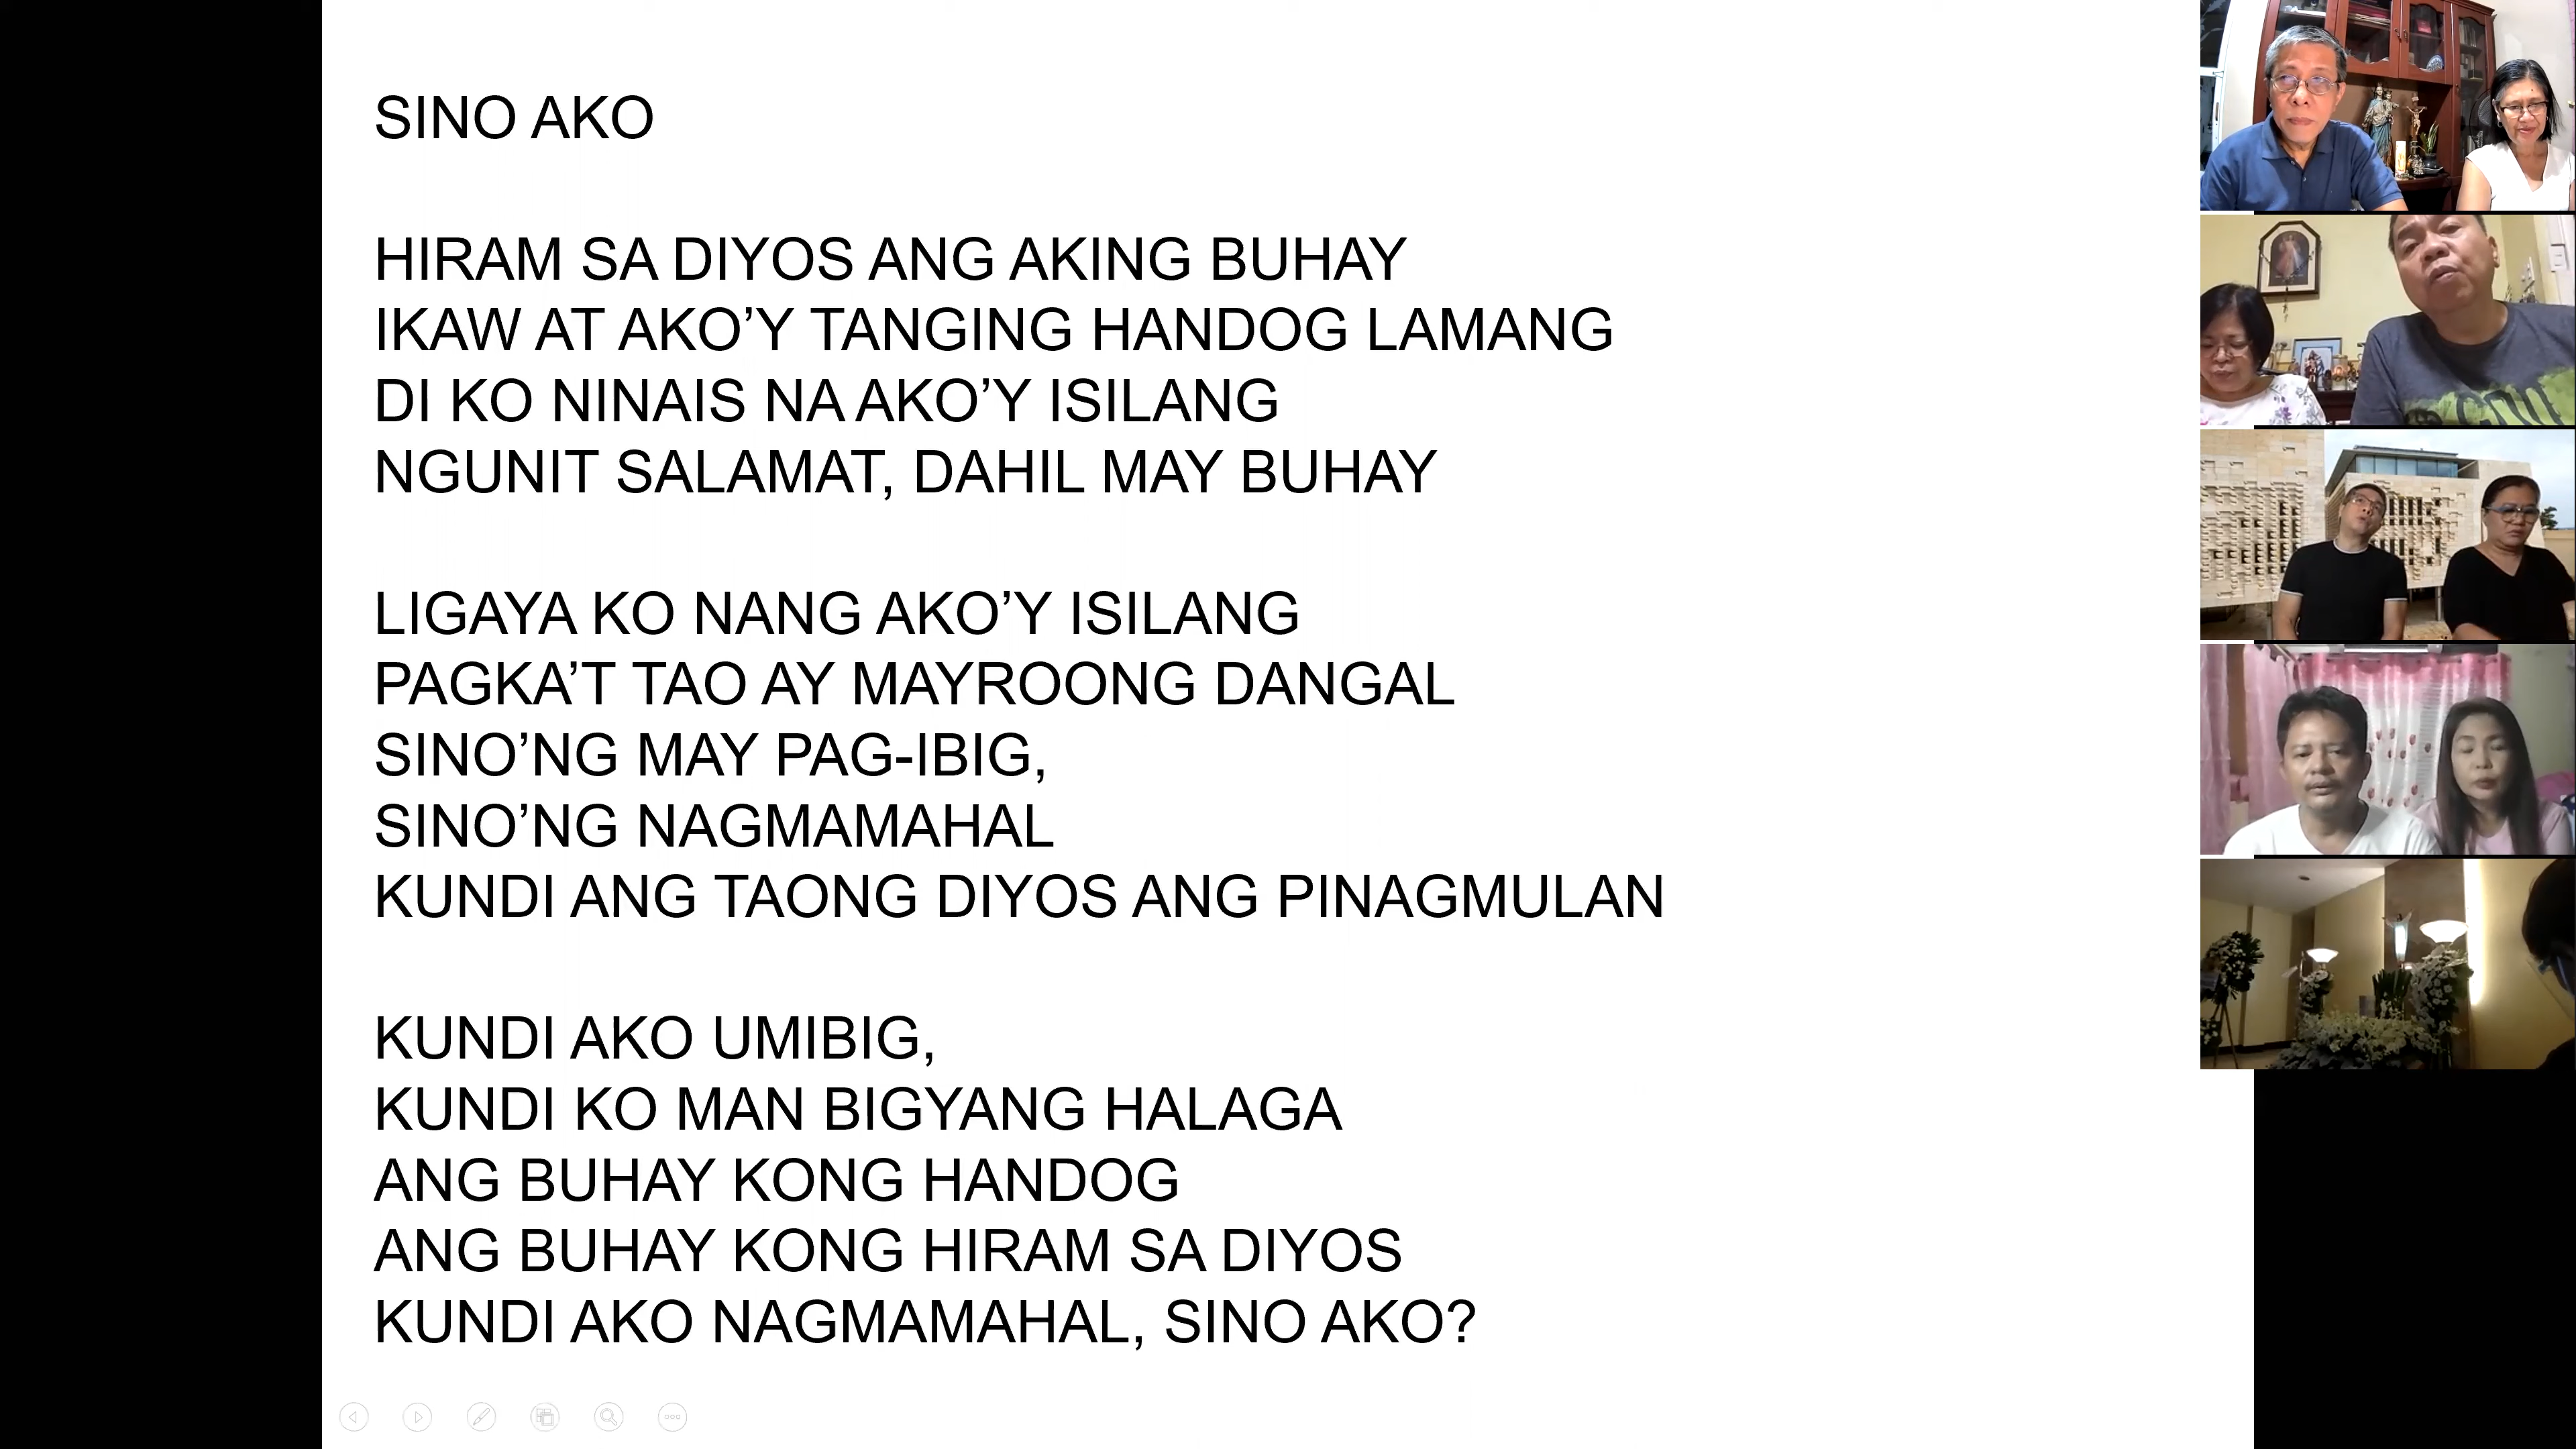 SINO AKO
HIRAM SA DIYOS ANG AKING BUHAY
IKAW AT AKO’Y TANGING HANDOG LAMANG
DI KO NINAIS NA AKO’Y ISILANG
NGUNIT SALAMAT, DAHIL MAY BUHAY
LIGAYA KO NANG AKO’Y ISILANG
PAGKA’T TAO AY MAYROONG DANGAL
SINO’NG MAY PAG-IBIG,
SINO’NG NAGMAMAHAL
KUNDI ANG TAONG DIYOS ANG PINAGMULAN
KUNDI AKO UMIBIG,
KUNDI KO MAN BIGYANG HALAGA
ANG BUHAY KONG HANDOG
ANG BUHAY KONG HIRAM SA DIYOS
KUNDI AKO NAGMAMAHAL, SINO AKO?